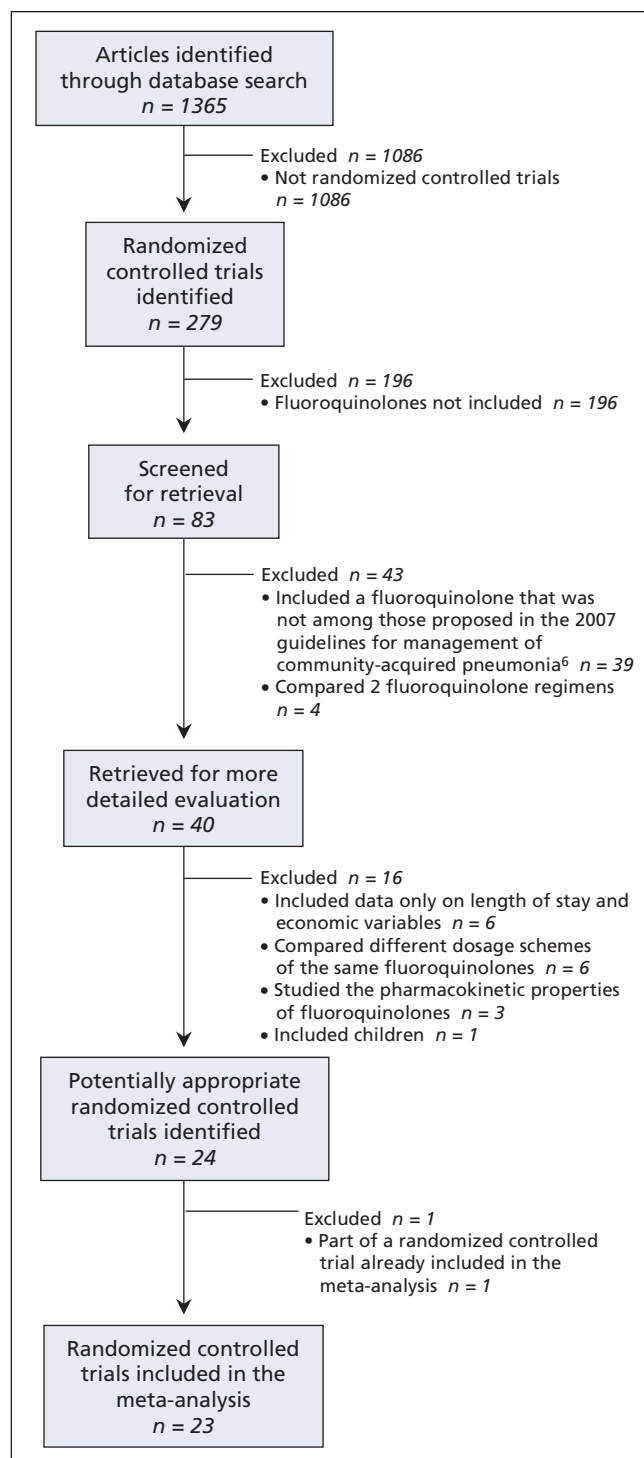 Articles identified
through database search
n = 1365
Excluded n = 1086
• Not randomized controlled trials
n = 1086
Randomized
controlled trials
identified
n = 279
Excluded n = 196
• Fluoroquinolones not included n = 196
Screened
for retrieval
n = 83
Excluded n = 43
• Included a fluoroquinolone that was
not among those proposed in the 2007
guidelines for management of
community-acquired pneumonia⁶ n = 39
• Compared 2 fluoroquinolone regimens
n = 4
Retrieved for more
detailed evaluation
n = 40
Excluded n = 16
• Included data only on length of stay and
economic variables n = 6
• Compared different dosage schemes
of the same fluoroquinolones n = 6
• Studied the pharmacokinetic properties
of fluoroquinolones n = 3
• Included children n = 1
Potentially appropriate
randomized controlled
trials identified
n = 24
Excluded n = 1
• Part of a randomized controlled
trial already included in the
meta-analysis n = 1
Randomized controlled
trials included in the
meta-analysis
n = 23